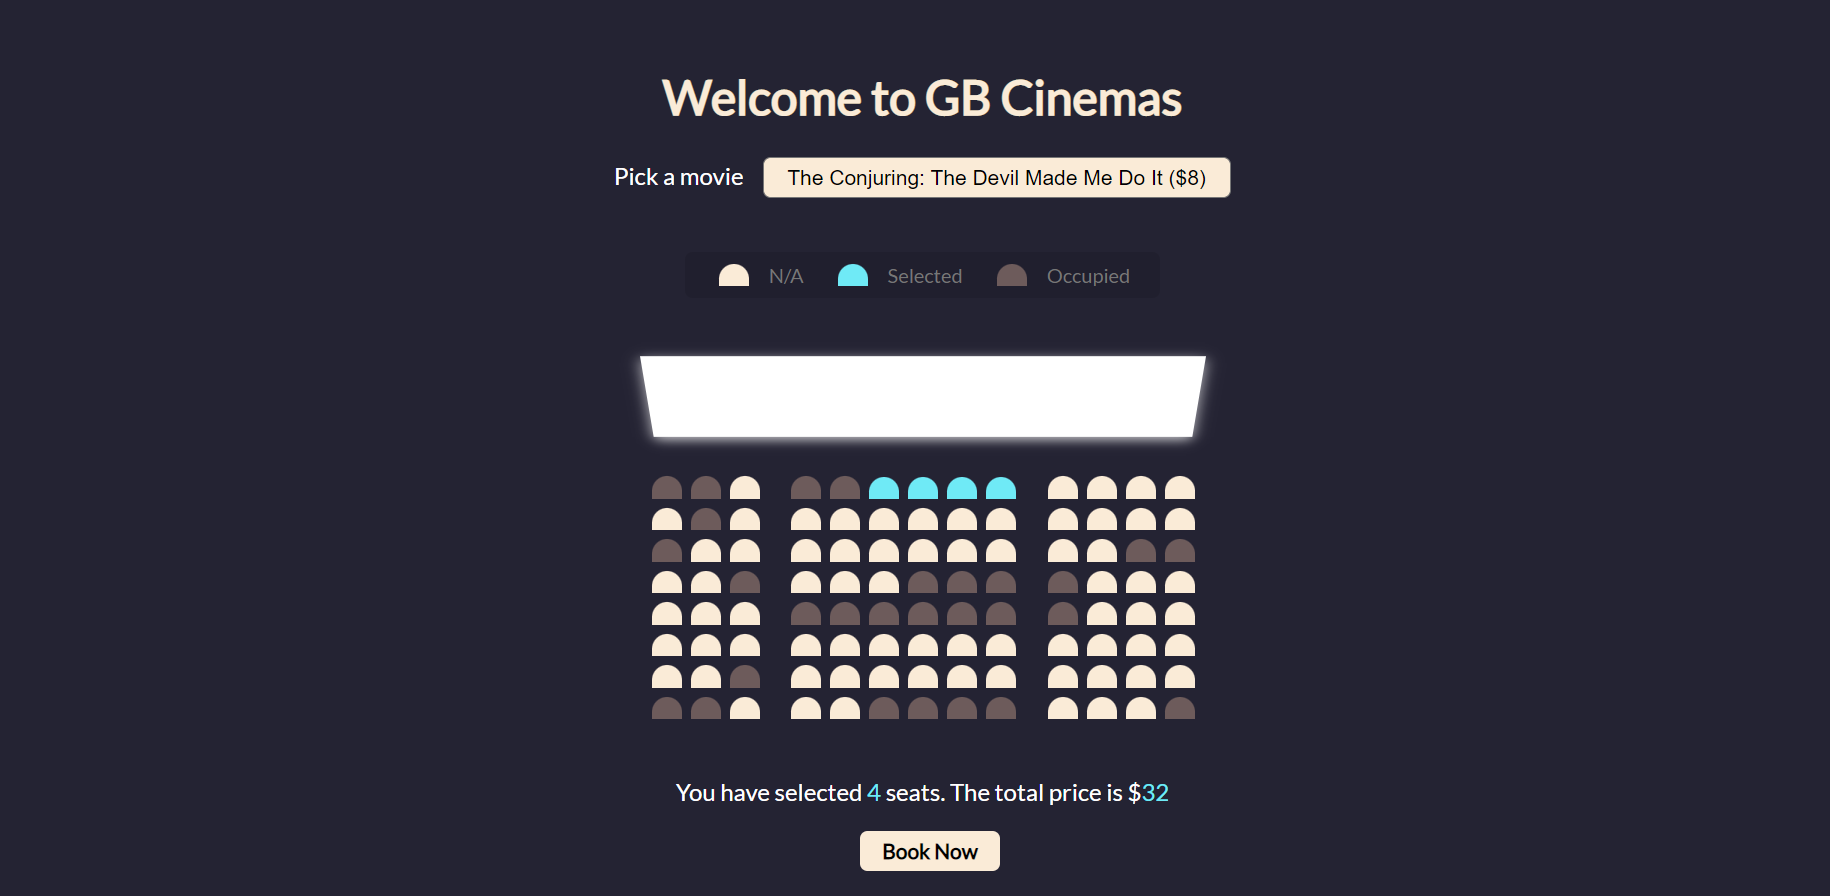 Welcome to GB Cinemas
Pick a movie The Conjuring: The Devil Made Me Do It ($8)
N/A Selected Occupied
You have selected 4 seats. The total price is $32
Book Now